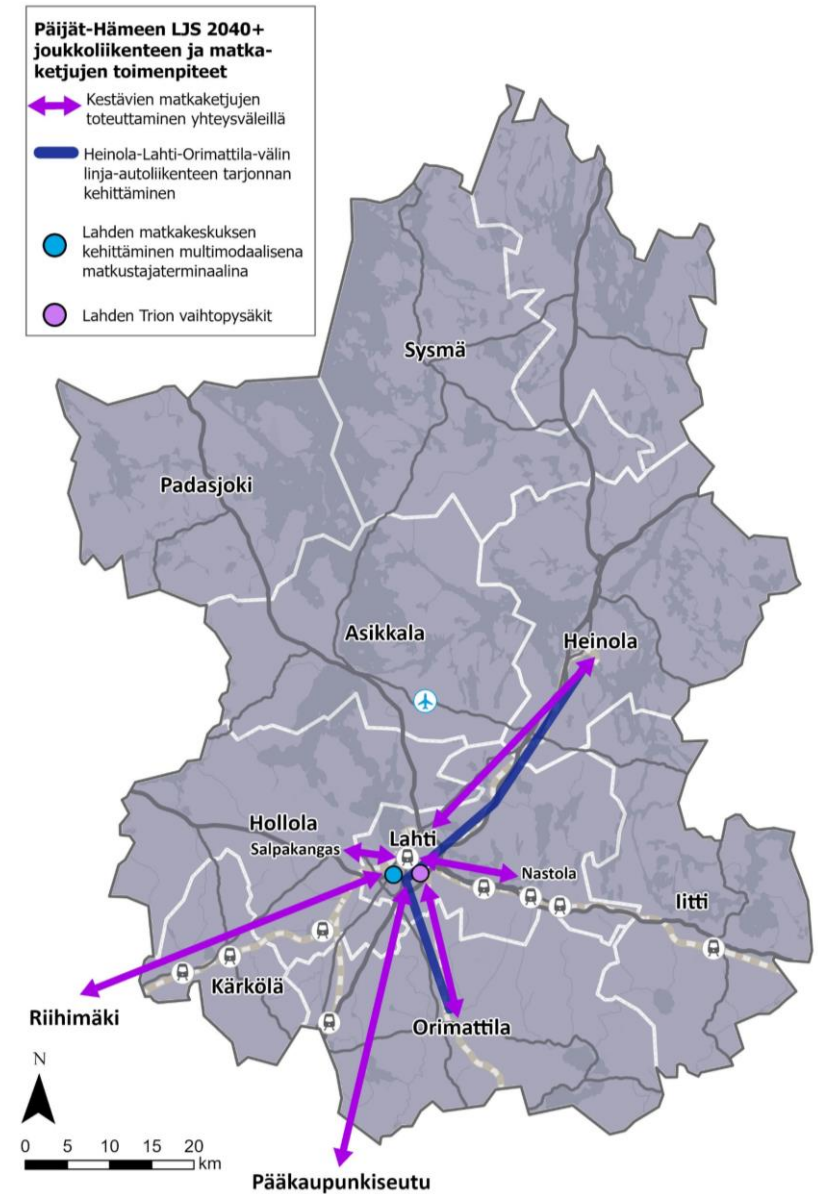 Päijät-Hämeen LJS 2040+
joukkoliikenteen ja matka-
ketjujen toimenpiteet
Kestävien matkaketjujen
toteuttaminen yhteysväleillä
Heinola-Lahti-Orimattila-välin
linja-autoliikenteen tarjonnan
kehittäminen
Lahden matkakeskuksen
kehittäminen multimodaalisena
matkustajaterminaalina
Lahden Trion vaihtopysäkit
Sysmä
Padasjoki
Asikkala
Heinola
Hollola
Lahti
Salpakangas
Nastola
Iitti
Kärkölä
Riihimäki
Orimattila
N
0 5 10 15 20
km
Pääkaupunkiseutu